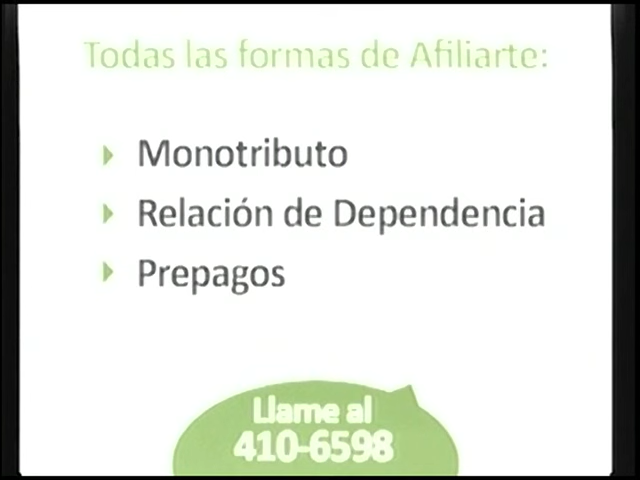 Todas las formas de Afiliarte:
Monotributo
Relación de Dependencia
Prepagos
Llame al
410-6598